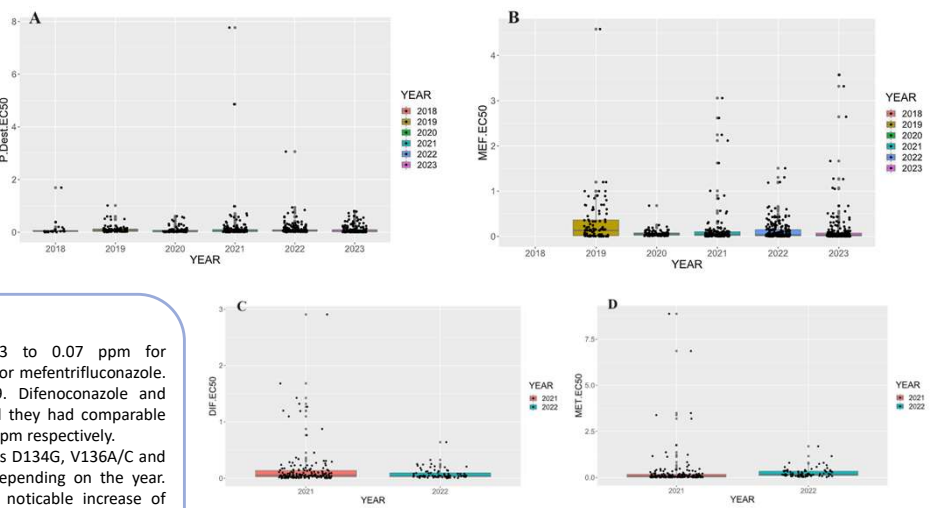 A
8
6
4
2
0
P.Dest.EC50
2018 2019 2020 2021 2022 2023
YEAR
YEAR
2018
2019
2020
2021
2022
2023
B
4
3
2
1
0
MEF.EC50
2018 2019 2020 2021 2022 2023
YEAR
YEAR
2018
2019
2020
2021
2022
2023
3 to 0.07 ppm for
or mefentrifluconazole.
. Difenoconazole and
they had comparable
pm respectively.
s D134G, V136A/C and
epending on the year.
noticable increase of
C
3
2
1
0
DIF.EC50
2021 2022
YEAR
YEAR
2021
2022
D
7.5
5.0
2.5
0.0
MET.EC50
2021 2022
YEAR
YEAR
2021
2022